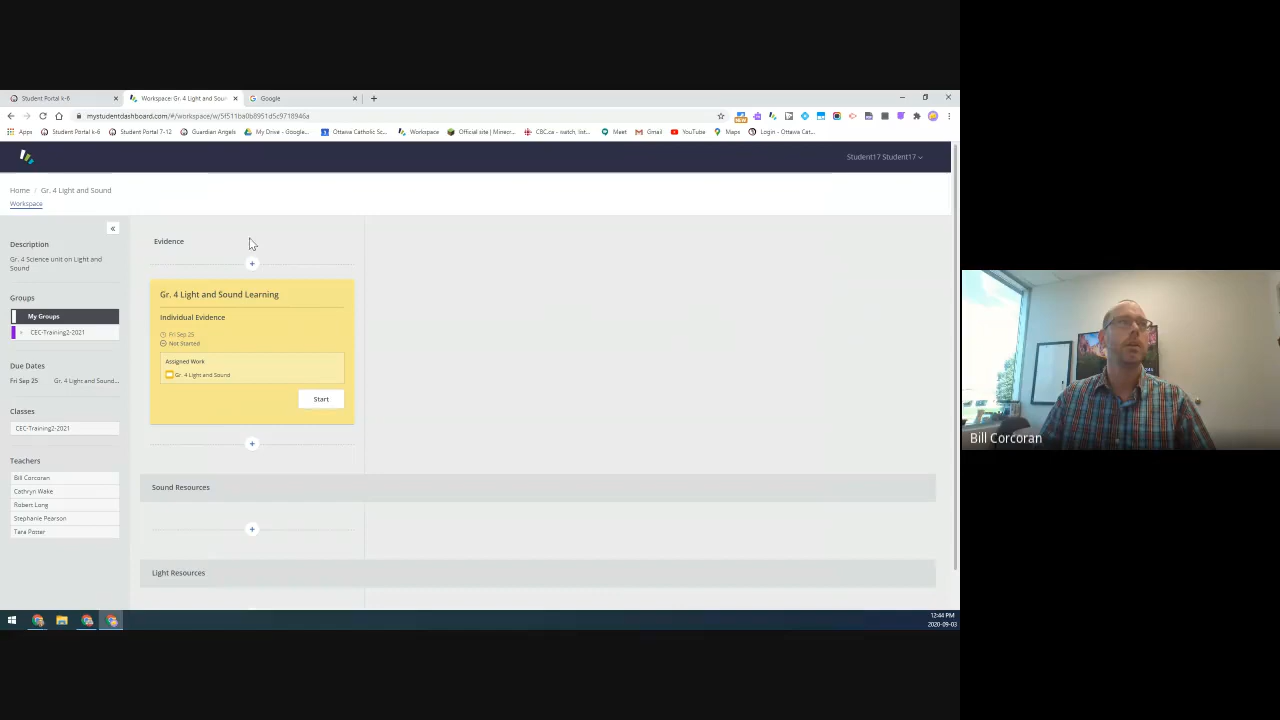 Student Portal k-6
Workspace: Gr. 4 Light and Soun
Google
mystudentdashboard.com/#/workspace/w/5f511ba0b8951d5c9718946a
Apps
Student Portal k-6
Student Portal 7-12
Guardian Angels
My Drive - Google...
Ottawa Catholic Sc...
Workspace
Official site | Minecr...
CBC.ca - watch, list...
Meet
Gmail
YouTube
Maps
Login - Ottawa Cat...
Student17 Student17
Home / Gr. 4 Light and Sound
Workspace
Description
Gr. 4 Science unit on Light and
Sound
Groups
My Groups
CEC-Training2-2021
Due Dates
Fri Sep 25 Gr. 4 Light and Sound...
Classes
CEC-Training2-2021
Teachers
Bill Corcoran
Cathryn Wake
Robert Long
Stephanie Pearson
Tara Potter
Evidence
Gr. 4 Light and Sound Learning
Individual Evidence
Fri Sep 25
Not Started
Assigned Work
Gr. 4 Light and Sound
Start
Sound Resources
Light Resources
12:44 PM
2020-09-03
Bill Corcoran